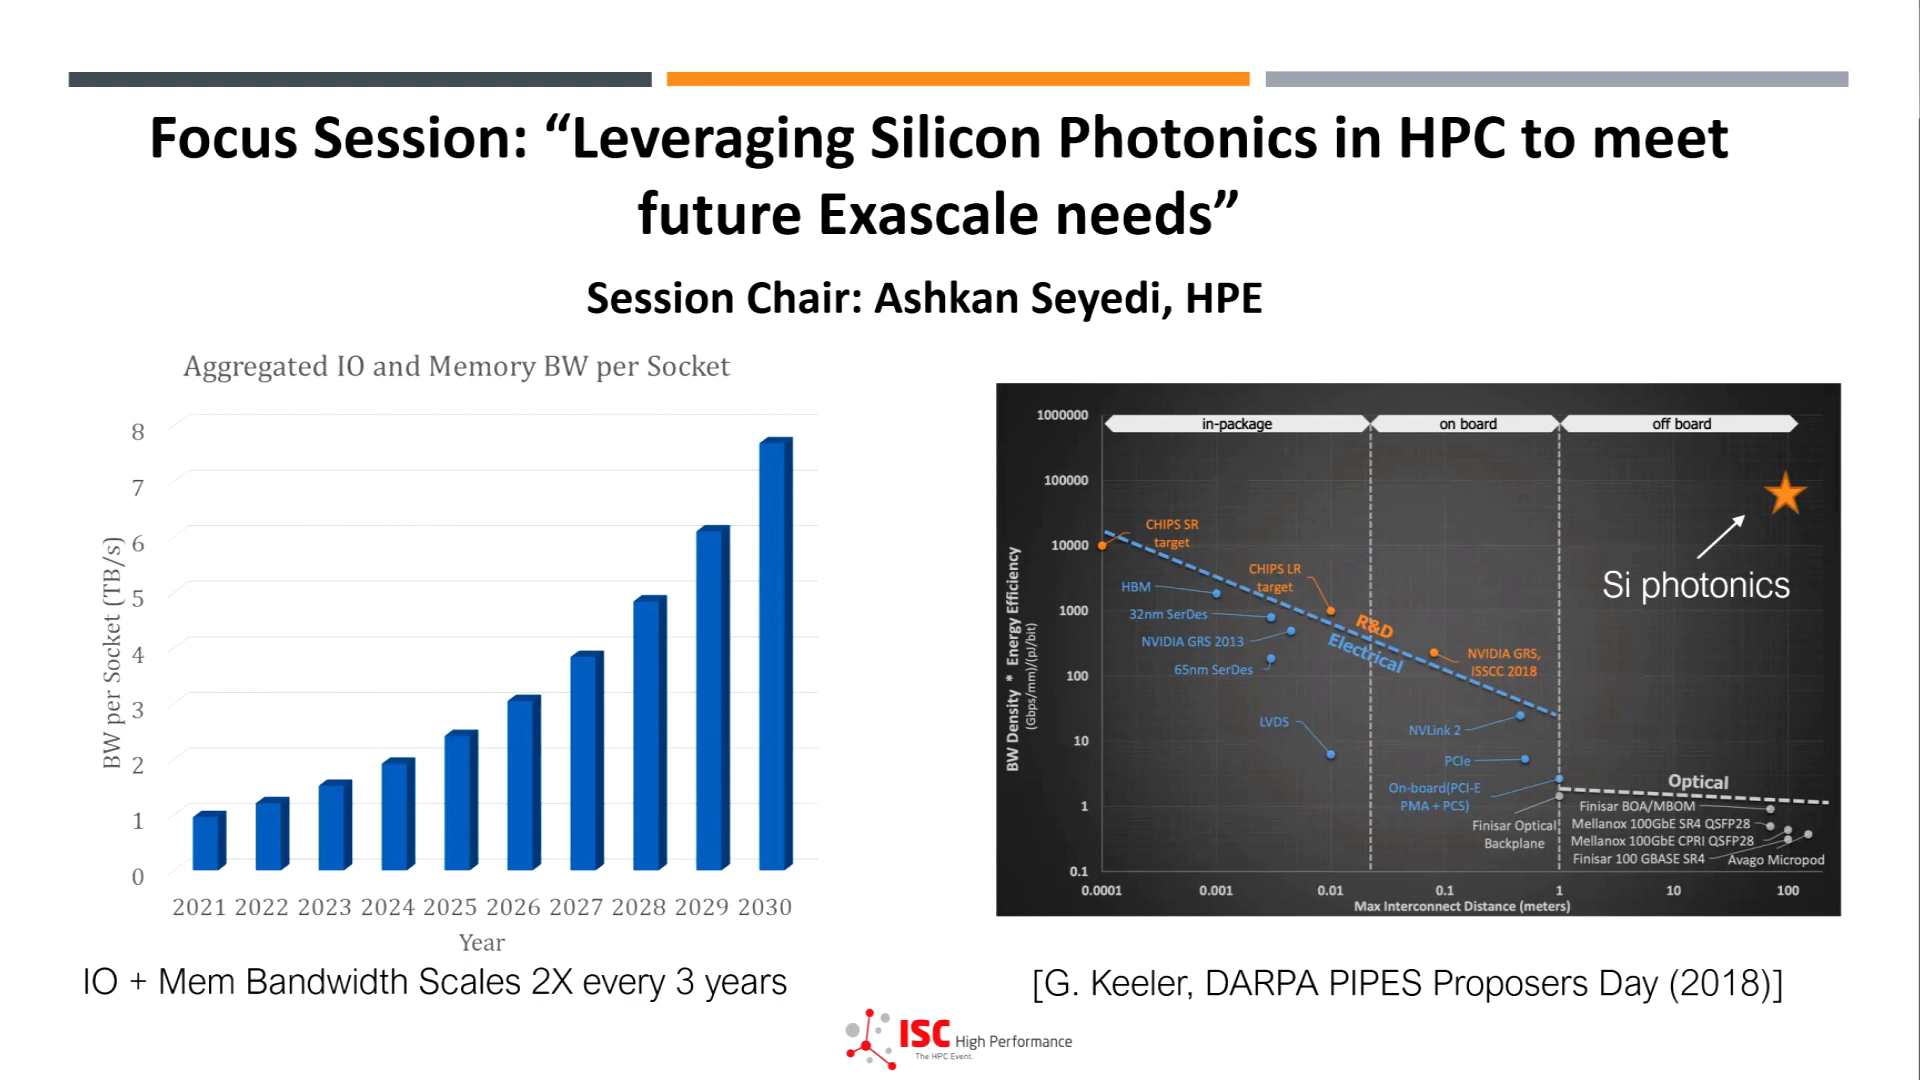 Focus Session: “Leveraging Silicon Photonics in HPC to meet
future Exascale needs”
Session Chair: Ashkan Seyedi, HPE
Aggregated IO and Memory BW per Socket
BW per Socket (TB/s)
8
7
6
5
4
3
2
1
0
2021 2022 2023 2024 2025 2026 2027 2028 2029 2030
Year
IO + Mem Bandwidth Scales 2X every 3 years
in-package
on board
off board
BW Density * Energy Efficiency
(Gbps/mm)/(pJ/bit)
1000000
100000
10000
1000
100
10
1
0.1
CHIPS SR
target
CHIPS LR
target
HBM
32nm SerDes
NVIDIA GRS 2013
65nm SerDes
R&D
Electrical
NVIDIA GRS,
ISSCC 2018
LVDS
NVLink 2
PCIe
On-board(PCI-E
PMA + PCS)
Finisar Optical
Backplane
Si photonics
Optical
Finisar BOA/MBOM
Mellanox 100GbE SR4 QSFP28
Mellanox 100GbE CPRI QSFP28
Finisar 100 GBASE SR4
Avago Micropod
0.0001 0.001 0.01 0.1 1 10 100
Max Interconnect Distance (meters)
[G. Keeler, DARPA PIPES Proposers Day (2018)]
ISC High Performance
The HPC Event.